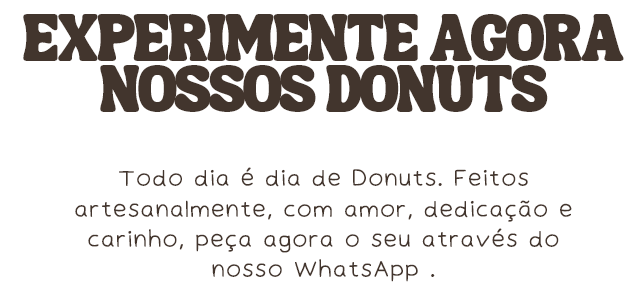 EXPERIMENTE AGORA
NOSSOS DONUTS
Todo dia é dia de Donuts. Feitos
artesanalmente, com amor, dedicação e
carinho, peça agora o seu através do
nosso WhatsApp .